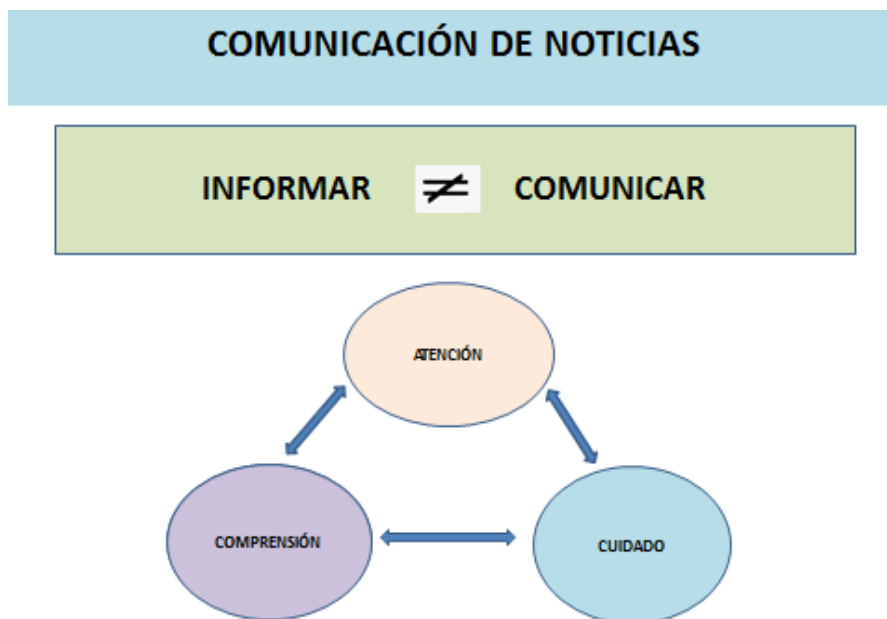 COMUNICACIÓN DE NOTICIAS
INFORMAR ≠ COMUNICAR
ATENCIÓN
COMPRENSIÓN
CUIDADO